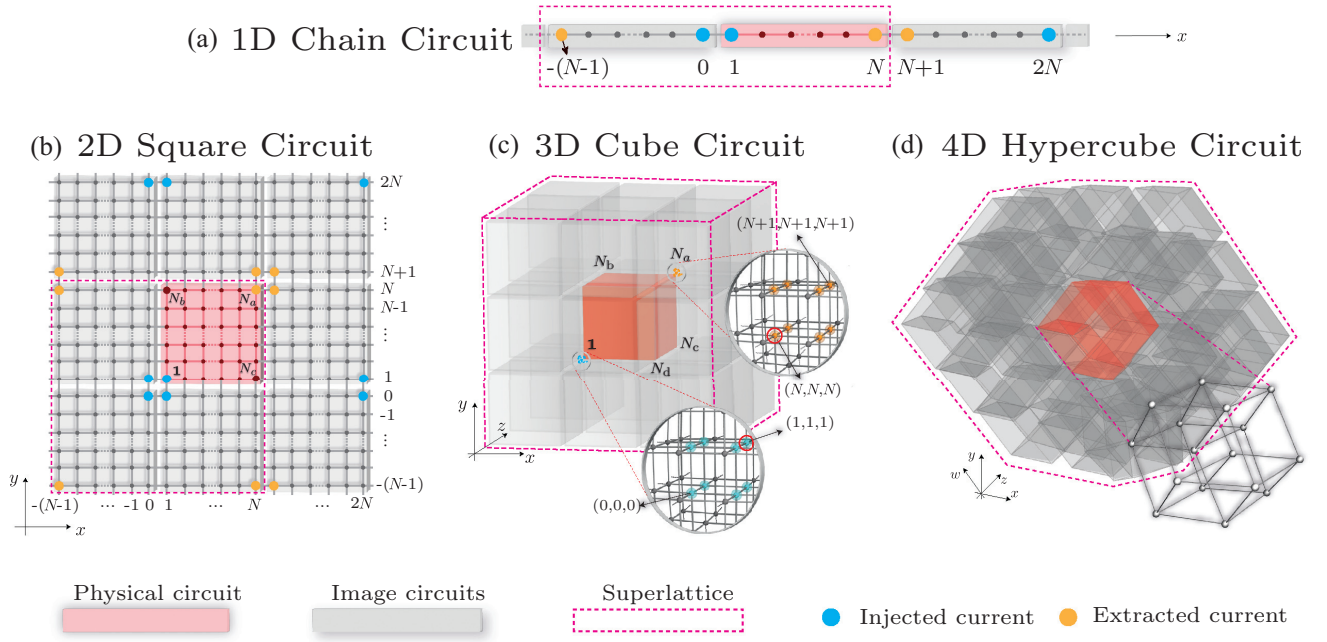 (a) 1D Chain Circuit
-(N-1) 0 1 N N+1 2N x
(b) 2D Square Circuit
(c) 3D Cube Circuit
(d) 4D Hypercube Circuit
2N
...
N+1
N
N-1
...
1
0
-1
...
-(N-1)
N_b N_a
1 N_c
-(N-1) ... -1 0 1 ... N ... 2N
y
x
(N+1,N+1,N+1)
N_b N_a
1 N_c
N_d
(N,N,N)
(1,1,1)
(0,0,0)
y
z
x
y
w z
x
Physical circuit Image circuits Superlattice
Injected current Extracted current